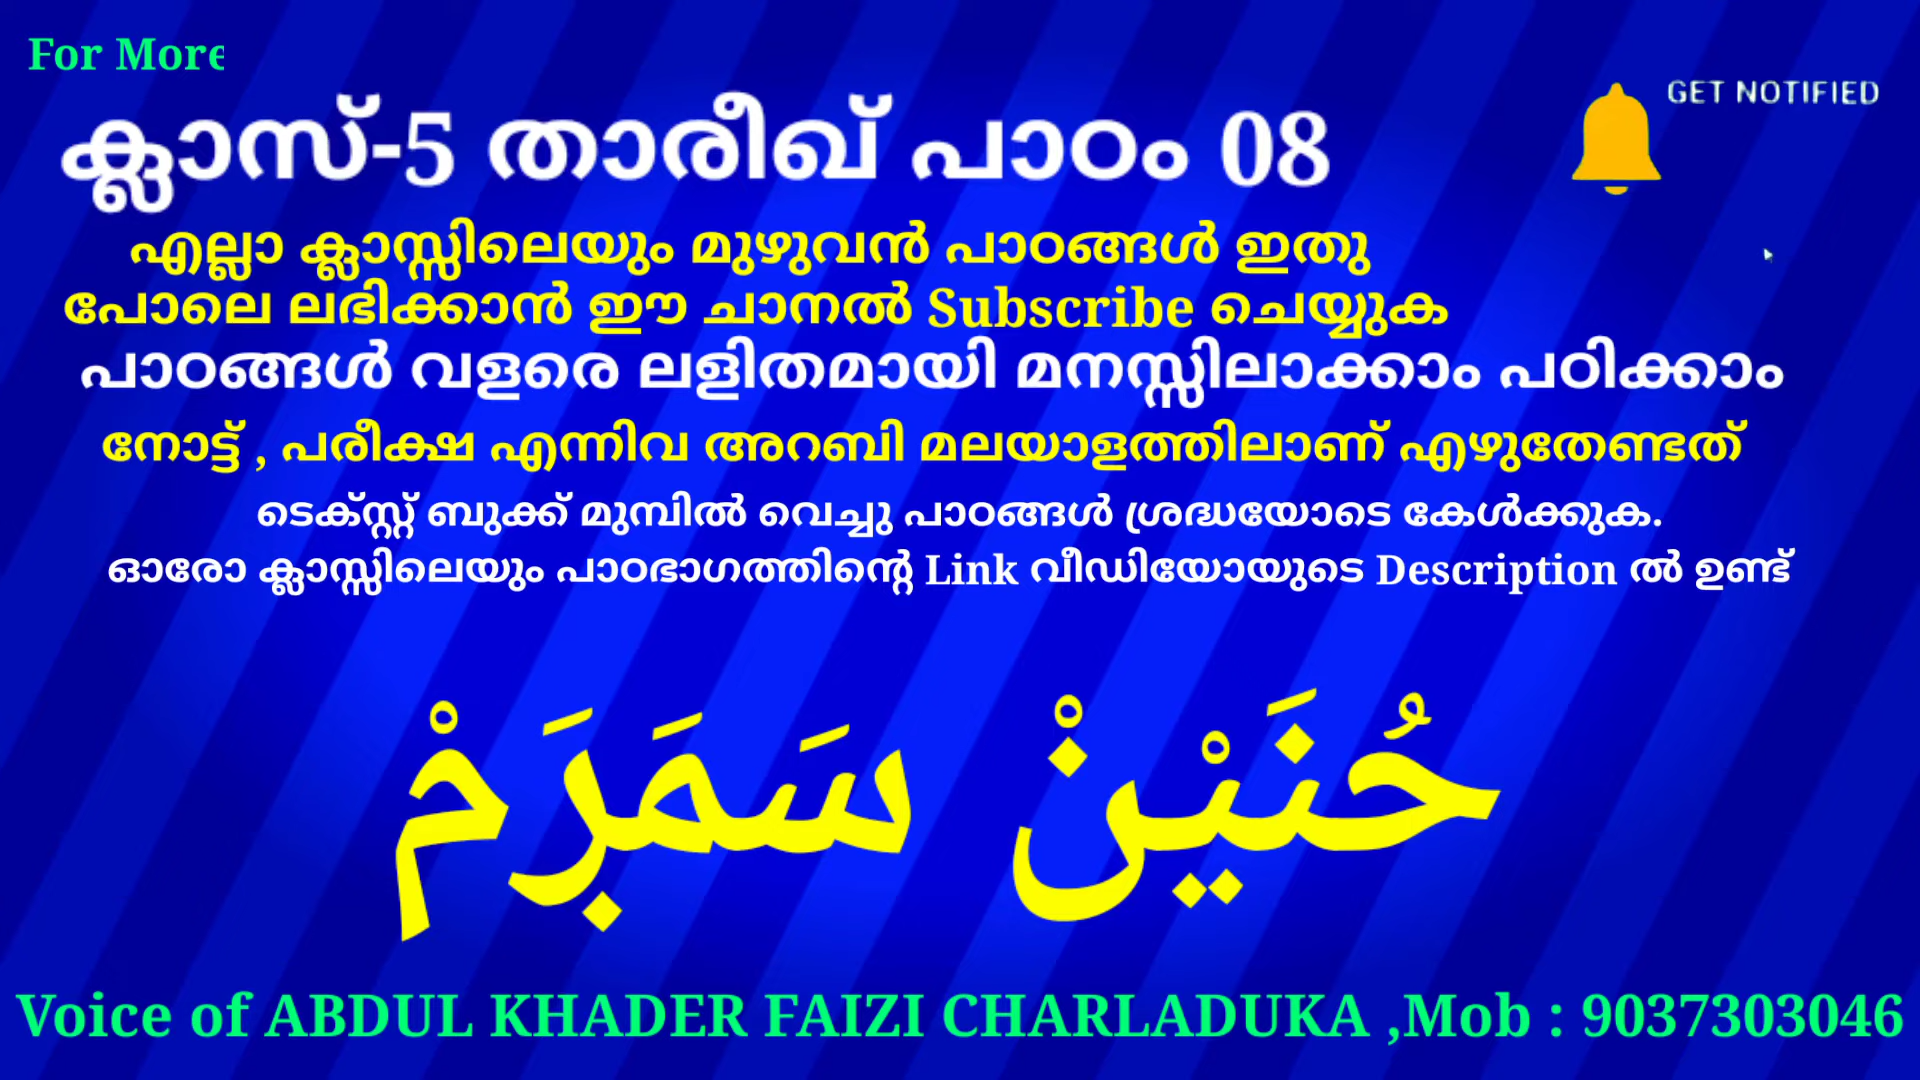 For More
GET NOTIFIED
ക്ലാസ്-5 താരീഖ് പാഠം 08
എല്ലാ ക്ലാസ്സിലെയും മുഴുവൻ പാഠങ്ങൾ ഇതു
പോലെ ലഭിക്കാൻ ഈ ചാനൽ Subscribe ചെയ്യുക
പാഠങ്ങൾ വളരെ ലളിതമായി മനസ്സിലാക്കാം പഠിക്കാം
നോട്ട് , പരീക്ഷ എന്നിവ അറബി മലയാളത്തിലാണ് എഴുതേണ്ടത്
ടെക്സ്റ്റ് ബുക്ക് മുമ്പിൽ വെച്ചു പാഠങ്ങൾ ശ്രദ്ധയോടെ കേൾക്കുക.
ഓരോ ക്ലാസ്സിലെയും പാഠഭാഗത്തിന്റെ Link വീഡിയോയുടെ Description ൽ ഉണ്ട്
حُنَيْنْ سَمَرَمْ
Voice of ABDUL KHADER FAIZI CHARLADUKA ,Mob : 9037303046